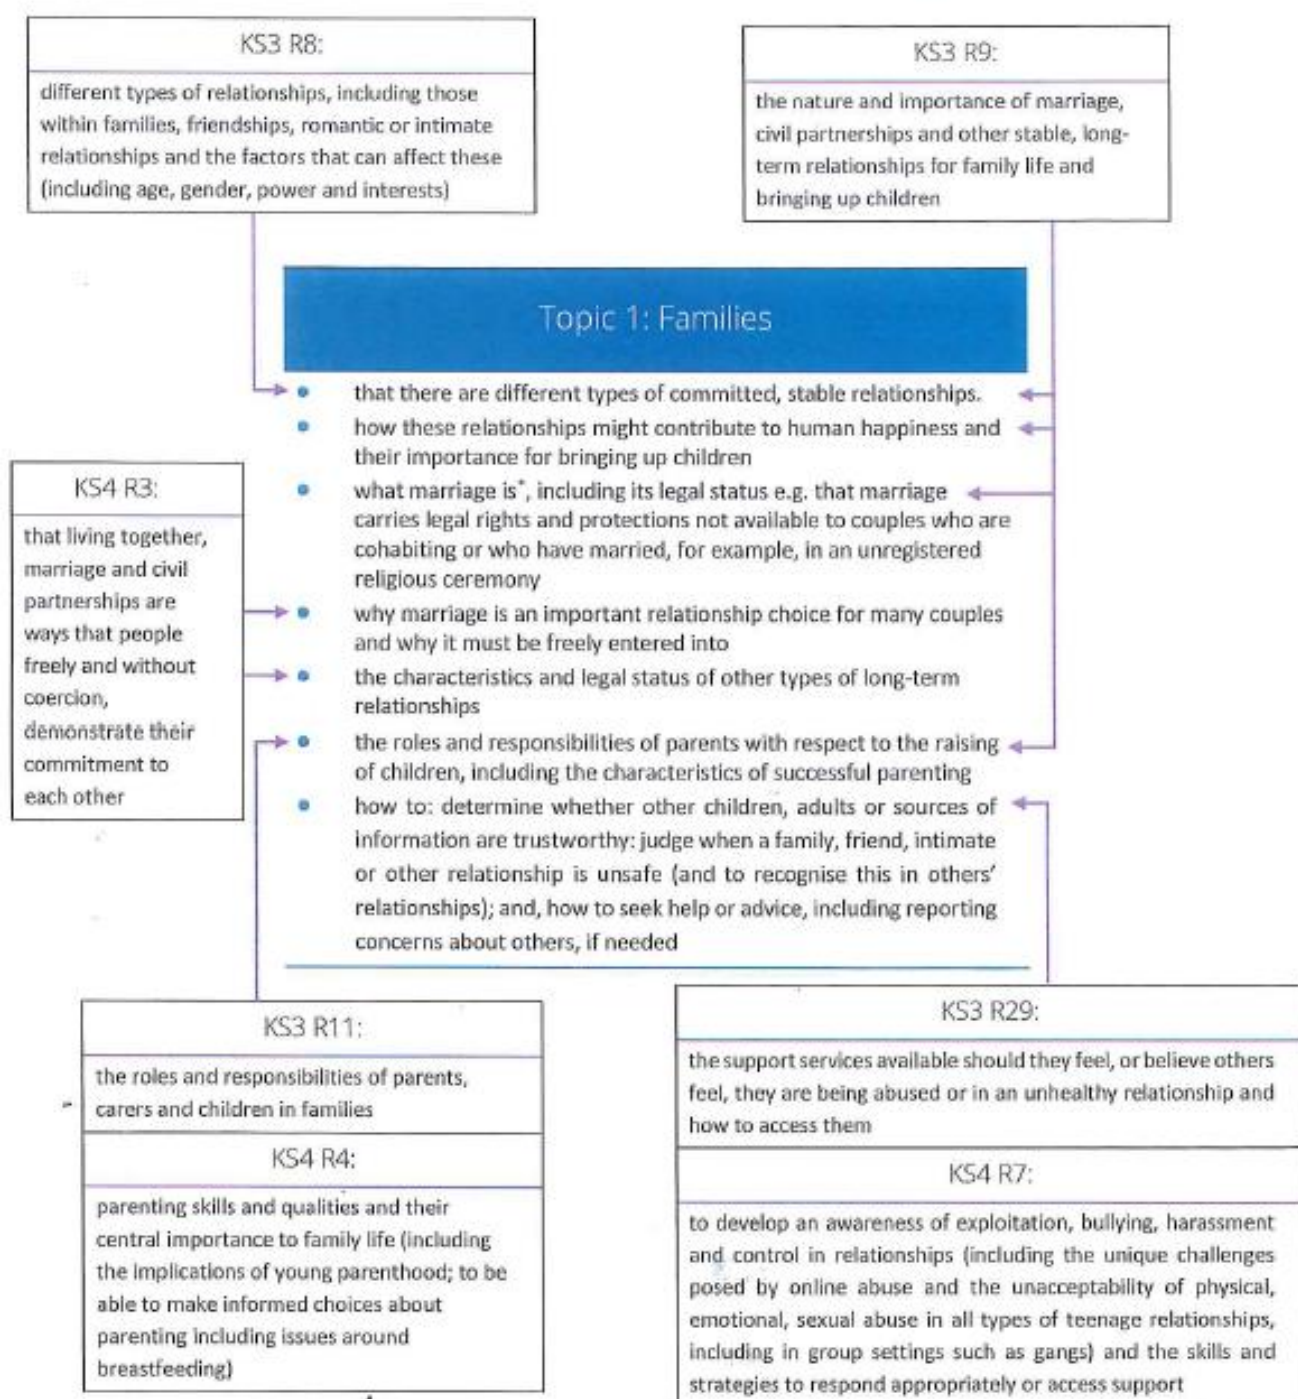 KS3 R8:
different types of relationships, including those
within families, friendships, romantic or intimate
relationships and the factors that can affect these
(including age, gender, power and interests)
KS3 R9:
the nature and importance of marriage,
civil partnerships and other stable, long-
term relationships for family life and
bringing up children
Topic 1: Families
• that there are different types of committed, stable relationships.
• how these relationships might contribute to human happiness and
their importance for bringing up children
• what marriage is*, including its legal status e.g. that marriage
carries legal rights and protections not available to couples who are
cohabiting or who have married, for example, in an unregistered
religious ceremony
• why marriage is an important relationship choice for many couples
and why it must be freely entered into
• the characteristics and legal status of other types of long-term
relationships
• the roles and responsibilities of parents with respect to the raising
of children, including the characteristics of successful parenting
• how to: determine whether other children, adults or sources of
information are trustworthy: judge when a family, friend, intimate
or other relationship is unsafe (and to recognise this in others'
relationships); and, how to seek help or advice, including reporting
concerns about others, if needed
KS4 R3:
that living together,
marriage and civil
partnerships are
ways that people
freely and without
coercion,
demonstrate their
commitment to
each other
KS3 R11:
the roles and responsibilities of parents,
carers and children in families
KS4 R4:
parenting skills and qualities and their
central importance to family life (including
the implications of young parenthood; to be
able to make informed choices about
parenting including issues around
breastfeeding)
KS3 R29:
the support services available should they feel, or believe others
feel, they are being abused or in an unhealthy relationship and
how to access them
KS4 R7:
to develop an awareness of exploitation, bullying, harassment
and control in relationships (including the unique challenges
posed by online abuse and the unacceptability of physical,
emotional, sexual abuse in all types of teenage relationships,
including in group settings such as gangs) and the skills and
strategies to respond appropriately or access support